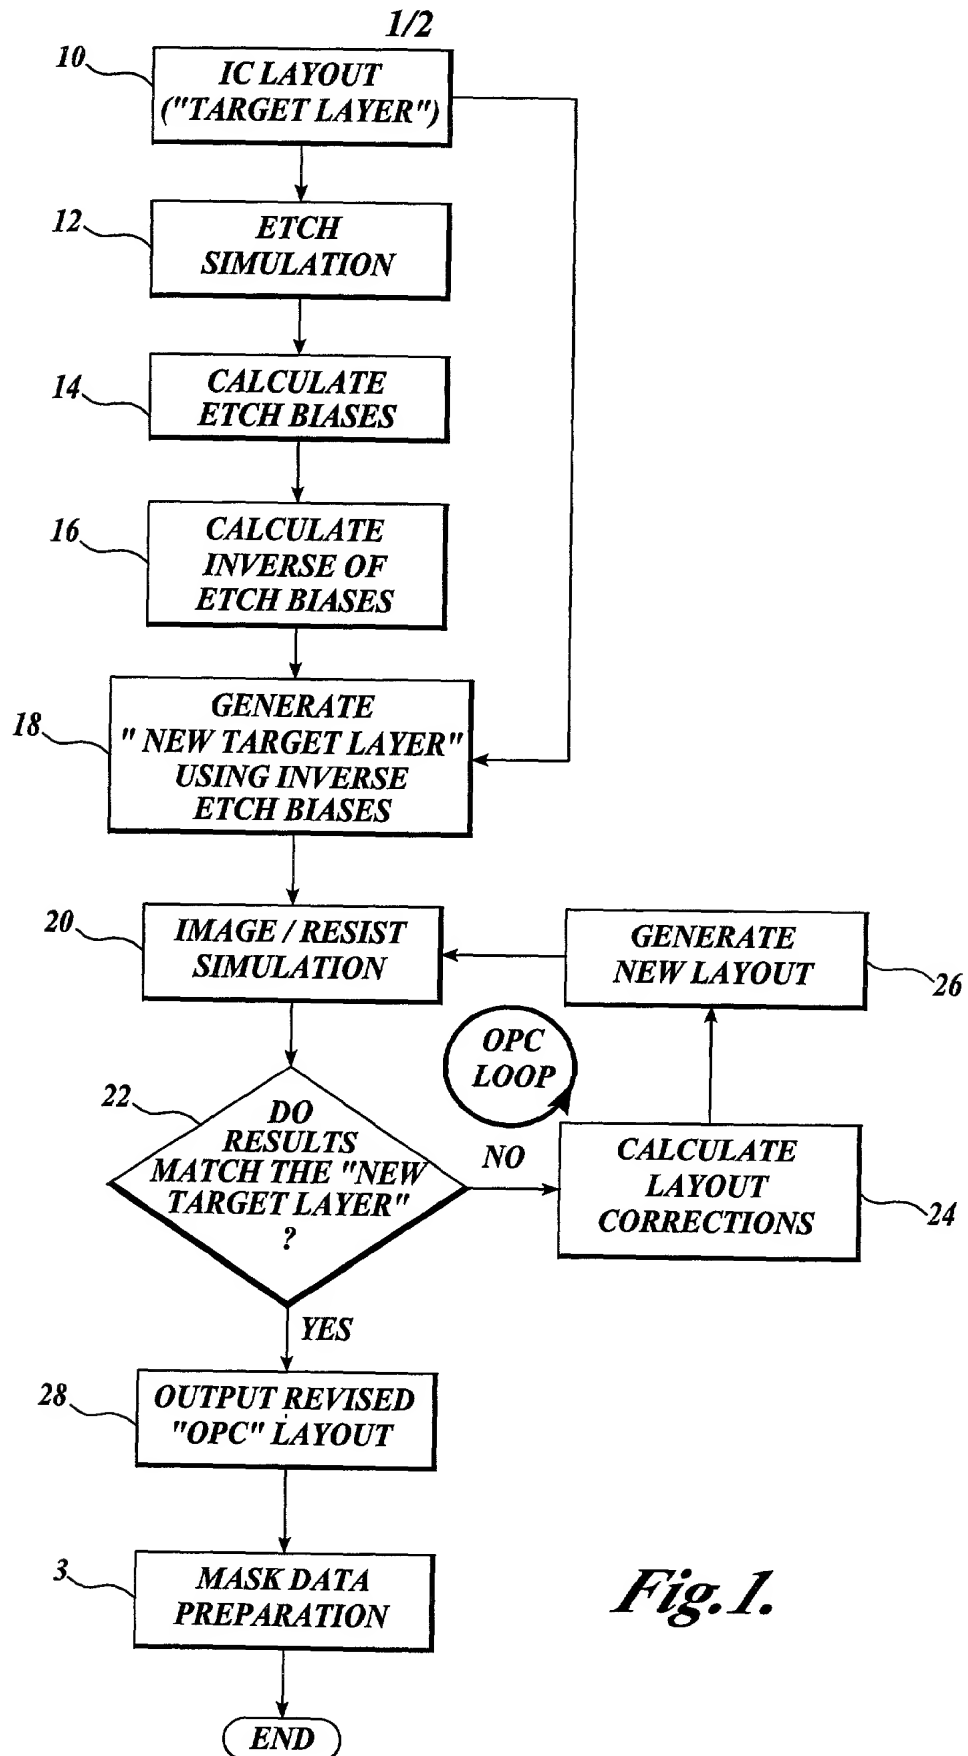 1/2
10
IC LAYOUT
("TARGET LAYER")
12
ETCH
SIMULATION
14
CALCULATE
ETCH BIASES
16
CALCULATE
INVERSE OF
ETCH BIASES
18
GENERATE
" NEW TARGET LAYER"
USING INVERSE
ETCH BIASES
20
IMAGE / RESIST
SIMULATION
GENERATE
NEW LAYOUT
26
OPC
LOOP
22
DO
RESULTS
MATCH THE "NEW
TARGET LAYER"
?
NO
CALCULATE
LAYOUT
CORRECTIONS
24
YES
28
OUTPUT REVISED
"OPC" LAYOUT
3
MASK DATA
PREPARATION
Fig.1.
END